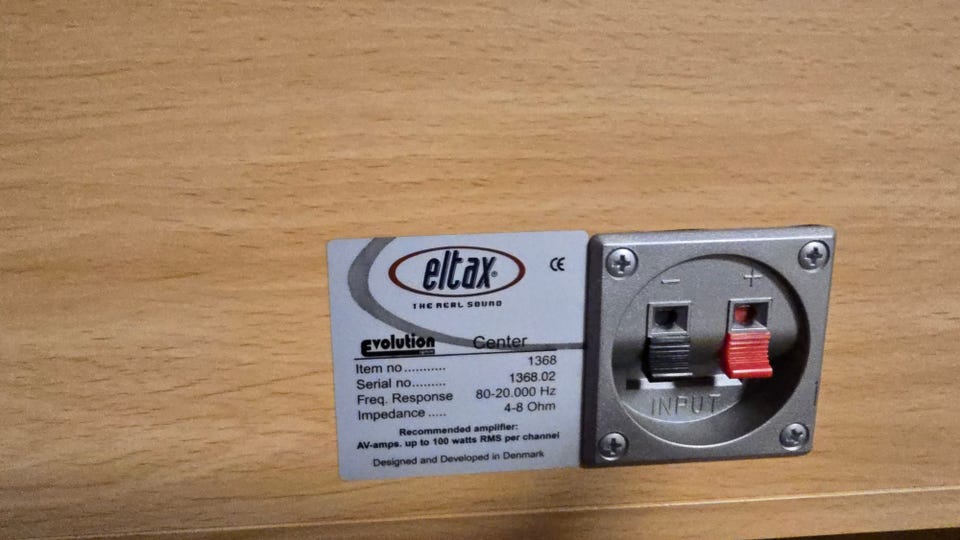 eltax®
CE
THE REAL SOUND
Evolution Center
Item no........... 1368
Serial no......... 1368.02
Freq. Response 80-20.000 Hz
Impedance ..... 4-8 Ohm
Recommended amplifier:
AV-amps. up to 100 watts RMS per channel
Designed and Developed in Denmark
- +
INPUT